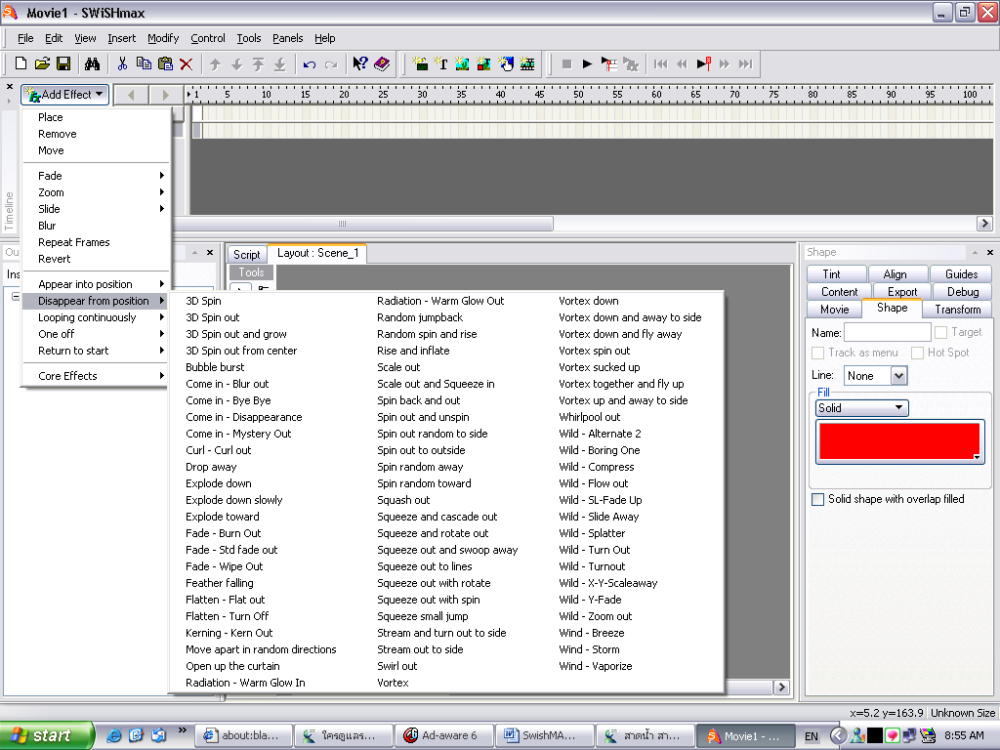 Movie1 - SWiSHmax
File Edit View Insert Modify Control Tools Panels Help
Add Effect
1 5 10 15 20 25 30 35 40 45 50 55 60 65 70 75 80 85 90 95 100
Place
Remove
Move
Fade
Zoom
Slide
Blur
Repeat Frames
Revert
Appear into position
Disappear from position
Looping continuously
One off
Return to start
Core Effects
Timeline
Ou
Ins
Script Layout : Scene_1
Tools
3D Spin
3D Spin out
3D Spin out and grow
3D Spin out from center
Bubble burst
Come in - Blur out
Come in - Bye Bye
Come in - Disappearance
Come in - Mystery Out
Curl - Curl out
Drop away
Explode down
Explode down slowly
Explode toward
Fade - Burn Out
Fade - Std fade out
Fade - Wipe Out
Feather falling
Flatten - Flat out
Flatten - Turn Off
Kerning - Kern Out
Move apart in random directions
Open up the curtain
Radiation - Warm Glow In
Radiation - Warm Glow Out
Random jumpback
Random spin and rise
Rise and inflate
Scale out
Scale out and Squeeze in
Spin back and out
Spin out and unspin
Spin out random to side
Spin out to outside
Spin random away
Spin random toward
Squash out
Squeeze and cascade out
Squeeze and rotate out
Squeeze out and swoop away
Squeeze out to lines
Squeeze out with rotate
Squeeze out with spin
Squeeze small jump
Stream and turn out to side
Stream out to side
Swirl out
Vortex
Vortex down
Vortex down and away to side
Vortex down and fly away
Vortex spin out
Vortex sucked up
Vortex together and fly up
Vortex up and away to side
Whirlpool out
Wild - Alternate 2
Wild - Boring One
Wild - Compress
Wild - Flow out
Wild - SL-Fade Up
Wild - Slide Away
Wild - Splatter
Wild - Turn Out
Wild - Turnout
Wild - X-Y-Scaleaway
Wild - Y-Fade
Wild - Zoom out
Wind - Breeze
Wind - Storm
Wind - Vaporize
Shape
Tint Align Guides
Content Export Debug
Movie Shape Transform
Name: Target
Track as menu Hot Spot
Line: None
Fill
Solid
Solid shape with overlap filled
x=5.2 y=163.9 Unknown Size
start
about:bla...
ใครดูแลร...
Ad-aware 6
SwishMA...
สาดน้ำ สา...
Movie1 - ...
EN
8:55 AM